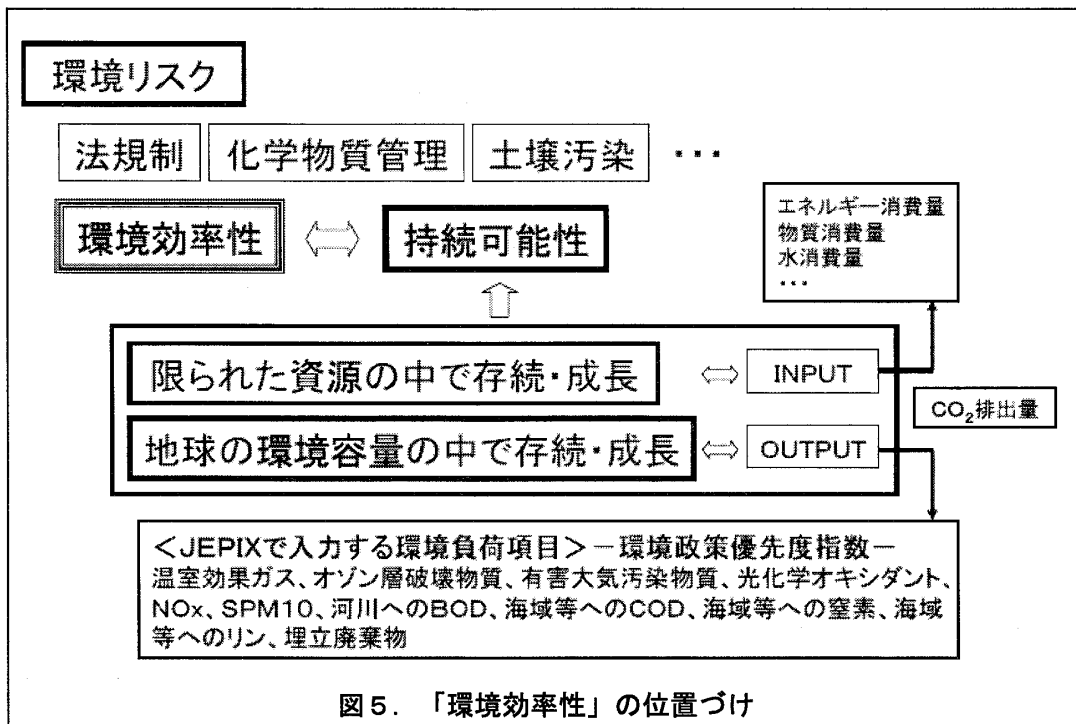 環境リスク
法規制 化学物質管理 土壌汚染 ・・・
環境効率性 ⇔ 持続可能性
エネルギー消費量
物質消費量
水消費量
・・・
限られた資源の中で存続・成長 ⇔ INPUT
CO₂排出量
地球の環境容量の中で存続・成長 ⇔ OUTPUT
＜JEPIXで入力する環境負荷項目＞－環境政策優先度指数－
温室効果ガス、オゾン層破壊物質、有害大気汚染物質、光化学オキシダント、
NOx、SPM10、河川へのBOD、海域等へのCOD、海域等への窒素、海域
等へのリン、埋立廃棄物
図５．「環境効率性」の位置づけ